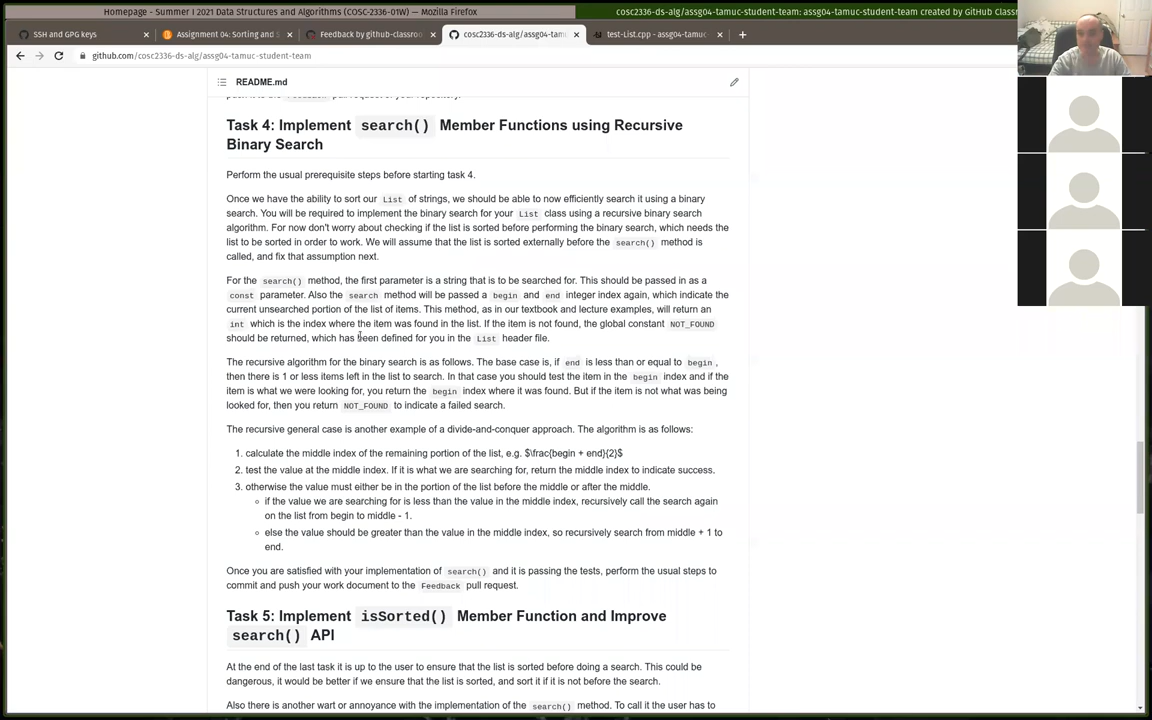 Homepage - Summer I 2021 Data Structures and Algorithms (COSC-2336-01W) — Mozilla Firefox
cosc2336-ds-alg/assg04-tamuc-student-team: assg04-tamuc-student-team created by GitHub Classr
SSH and GPG keys
Assignment 04: Sorting and S
Feedback by github-classroo
cosc2336-ds-alg/assg04-tamu
test-List.cpp - assg04-tamuc
github.com/cosc2336-ds-alg/assg04-tamuc-student-team
README.md
Task 4: Implement search() Member Functions using Recursive
Binary Search
Perform the usual prerequisite steps before starting task 4.
Once we have the ability to sort our List of strings, we should be able to now efficiently search it using a binary
search. You will be required to implement the binary search for your List class using a recursive binary search
algorithm. For now don't worry about checking if the list is sorted before performing the binary search, which needs the
list to be sorted in order to work. We will assume that the list is sorted externally before the search() method is
called, and fix that assumption next.
For the search() method, the first parameter is a string that is to be searched for. This should be passed in as a
const parameter. Also the search method will be passed a begin and end integer index again, which indicate the
current unsearched portion of the list of items. This method, as in our textbook and lecture examples, will return an
int which is the index where the item was found in the list. If the item is not found, the global constant NOT_FOUND
should be returned, which has been defined for you in the List header file.
The recursive algorithm for the binary search is as follows. The base case is, if end is less than or equal to begin ,
then there is 1 or less items left in the list to search. In that case you should test the item in the begin index and if the
item is what we were looking for, you return the begin index where it was found. But if the item is not what was being
looked for, then you return NOT_FOUND to indicate a failed search.
The recursive general case is another example of a divide-and-conquer approach. The algorithm is as follows:
1. calculate the middle index of the remaining portion of the list, e.g. $\frac{begin + end}{2}$
2. test the value at the middle index. If it is what we are searching for, return the middle index to indicate success.
3. otherwise the value must either be in the portion of the list before the middle or after the middle.
◦ if the value we are searching for is less than the value in the middle index, recursively call the search again
on the list from begin to middle - 1.
◦ else the value should be greater than the value in the middle index, so recursively search from middle + 1 to
end.
Once you are satisfied with your implementation of search() and it is passing the tests, perform the usual steps to
commit and push your work document to the Feedback pull request.
Task 5: Implement isSorted() Member Function and Improve
search() API
At the end of the last task it is up to the user to ensure that the list is sorted before doing a search. This could be
dangerous, it would be better if we ensure that the list is sorted, and sort it if it is not before the search.
Also there is another wart or annoyance with the implementation of the search() method. To call it the user has to